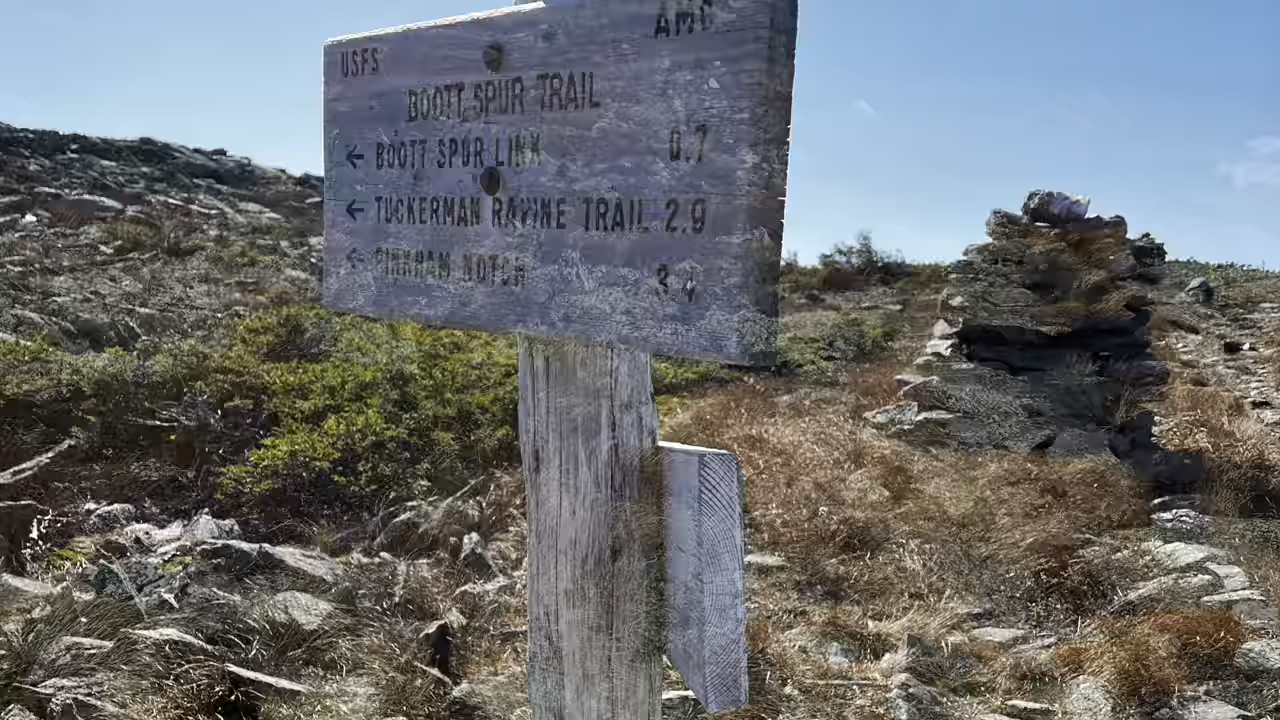 USFS AMC
BOOTT SPUR TRAIL
← BOOTT SPUR LINK 0.7
← TUCKERMAN RAVINE TRAIL 2.9
← PINKHAM NOTCH